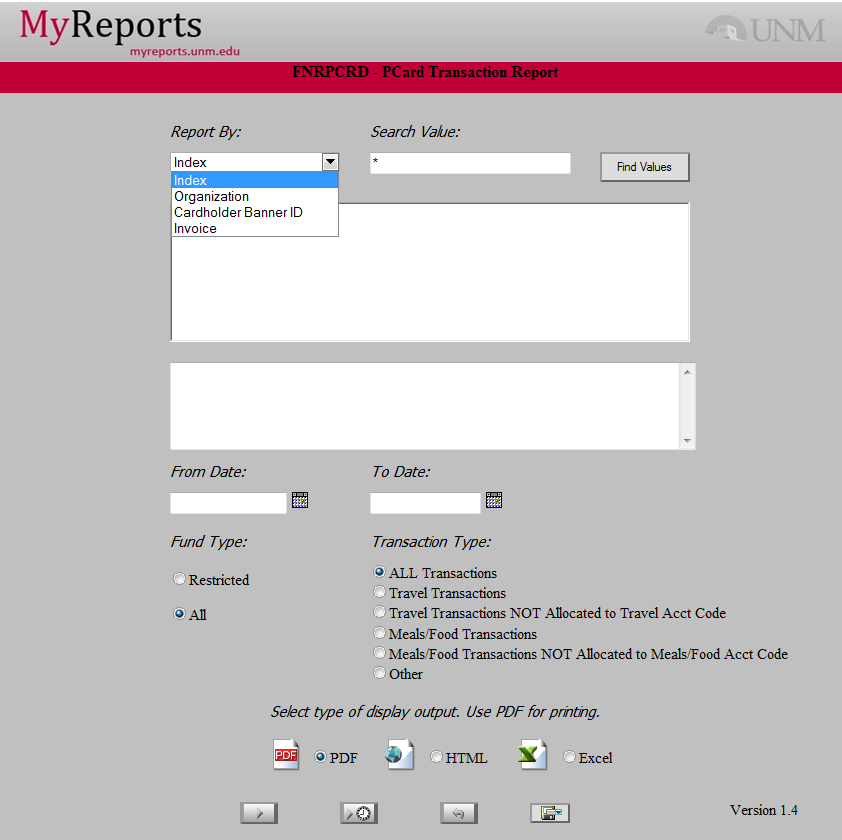 MyReports
UNM
myreports.unm.edu
FNRPCRD - PCard Transaction Report
Report By: Search Value:
Index * Find Values
Index
Organization
Cardholder Banner ID
Invoice
From Date: To Date:
Fund Type: Transaction Type:
ALL Transactions
Restricted
Travel Transactions
All
Travel Transactions NOT Allocated to Travel Acct Code
Meals/Food Transactions
Meals/Food Transactions NOT Allocated to Meals/Food Acct Code
Other
Select type of display output. Use PDF for printing.
PDF PDF HTML X Excel
Version 1.4